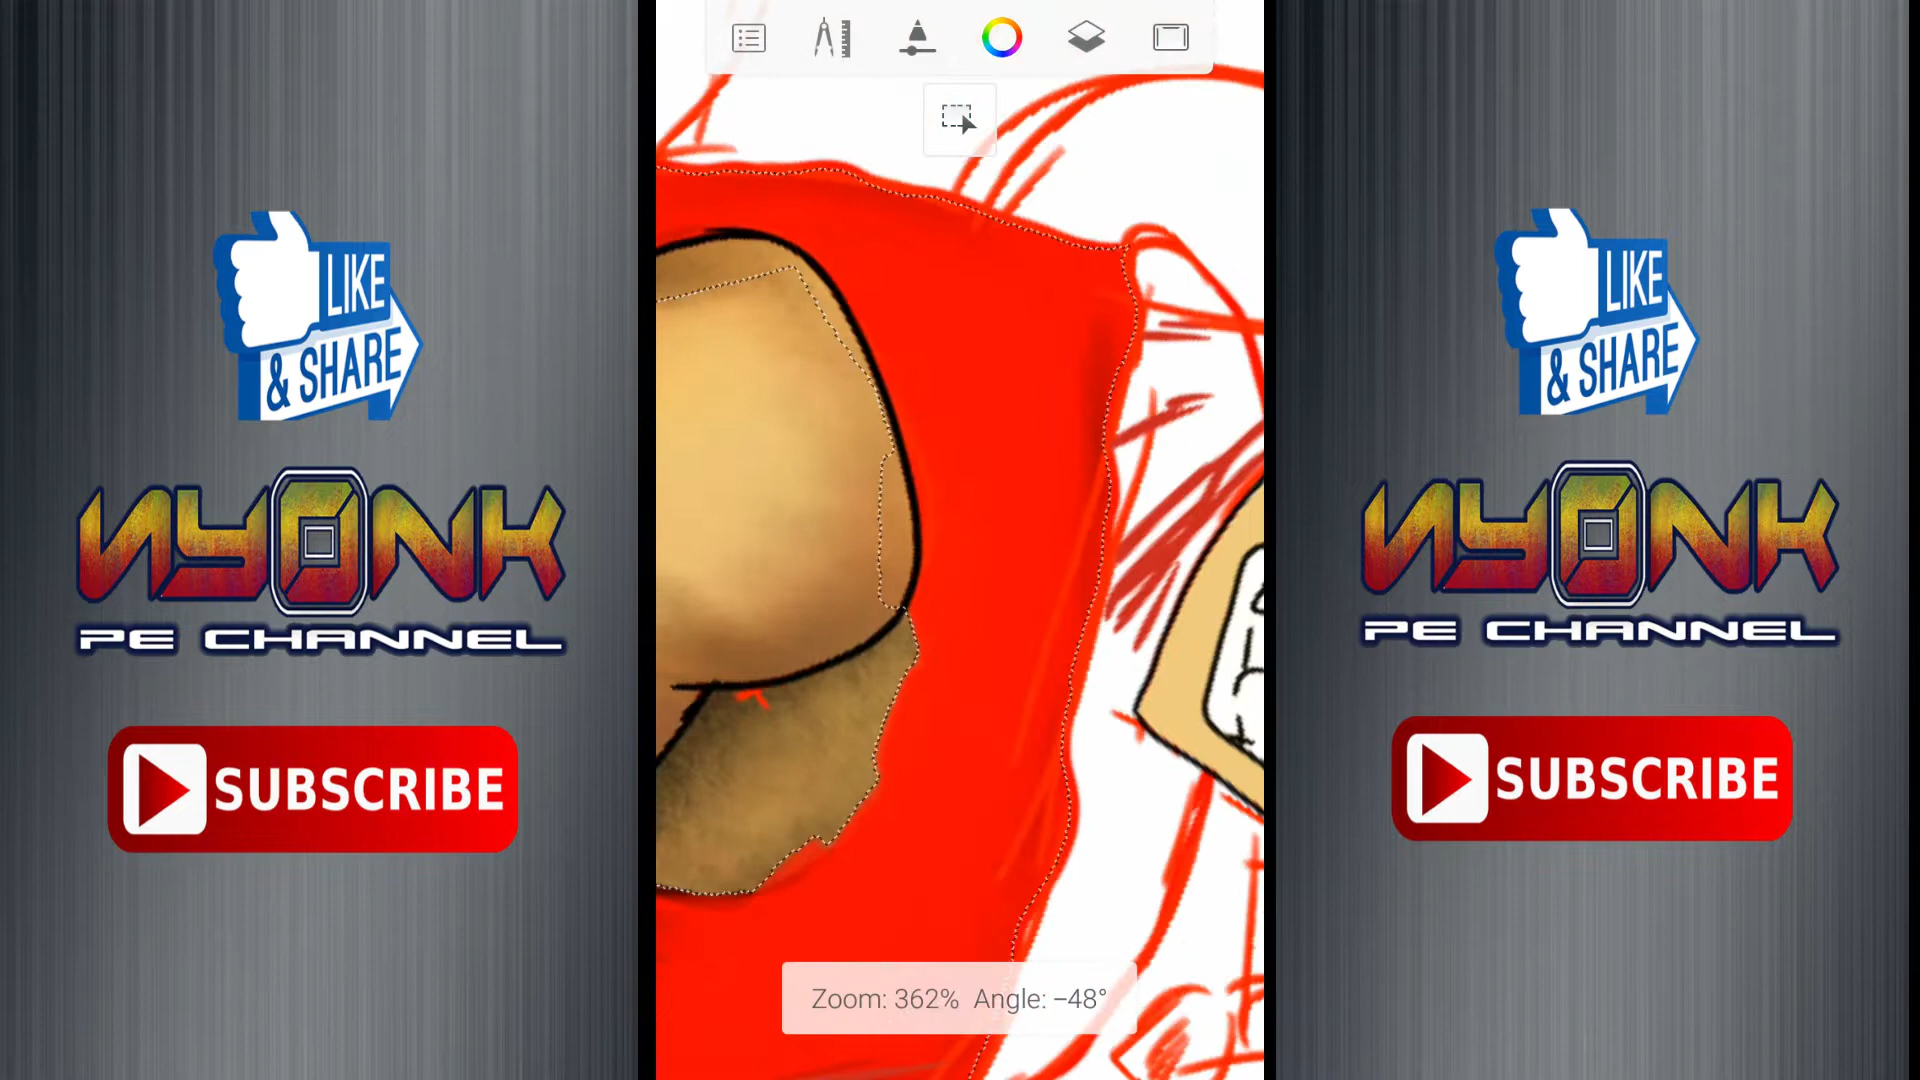 LIKE
& SHARE
NYONK
PE CHANNEL
SUBSCRIBE
Zoom: 362% Angle: –48°
LIKE
& SHARE
NYONK
PE CHANNEL
SUBSCRIBE